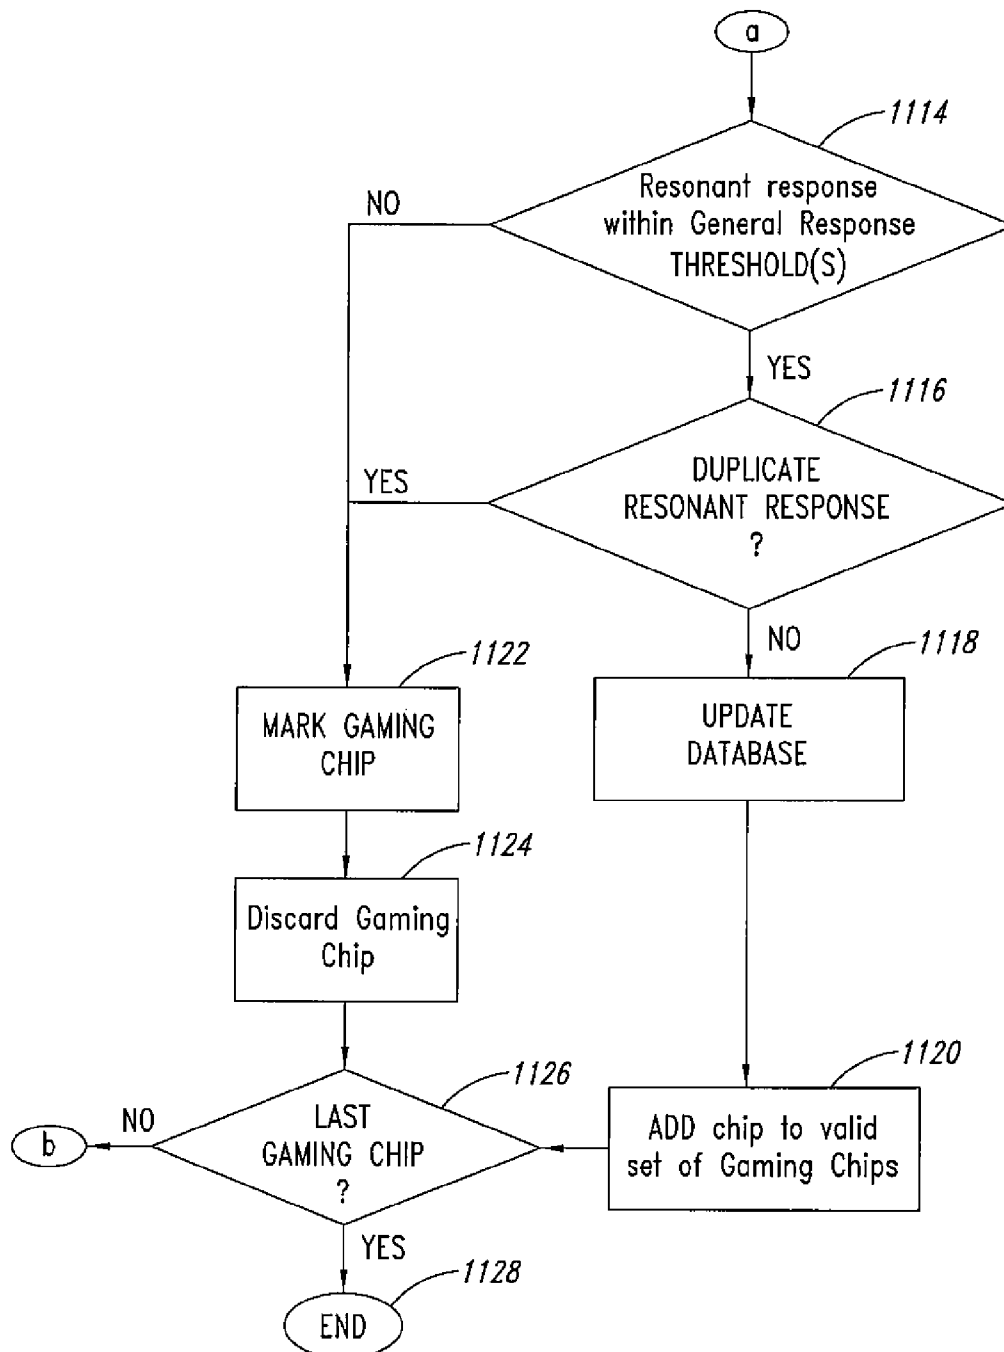 a
1114
Resonant response
within General Response
THRESHOLD(S)
NO
YES
1116
DUPLICATE
RESONANT RESPONSE
?
YES
NO
1122
1118
MARK GAMING
CHIP
UPDATE
DATABASE
1124
Discard Gaming
Chip
1126
1120
LAST
GAMING CHIP
?
NO
b
ADD chip to valid
set of Gaming Chips
YES
1128
END